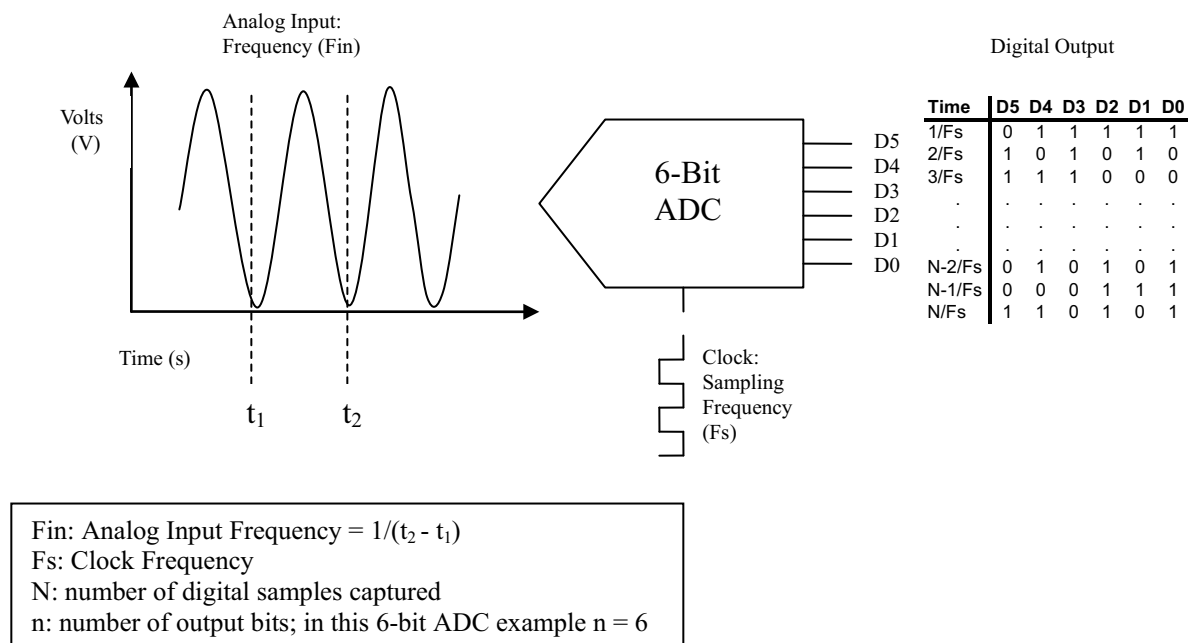 Analog Input:
Frequency (Fin)
Volts
(V)
Time (s)
t1
t2
6-Bit
ADC
D5
D4
D3
D2
D1
D0
Clock:
Sampling
Frequency
(Fs)
Digital Output
Time D5 D4 D3 D2 D1 D0
1/Fs 0 1 1 1 1 1
2/Fs 1 0 1 0 1 0
3/Fs 1 1 1 0 0 0
. . . . . . .
. . . . . . .
. . . . . . .
N-2/Fs 0 1 0 1 0 1
N-1/Fs 0 0 0 1 1 1
N/Fs 1 1 0 1 0 1
Fin: Analog Input Frequency = 1/(t2 - t1)
Fs: Clock Frequency
N: number of digital samples captured
n: number of output bits; in this 6-bit ADC example n = 6